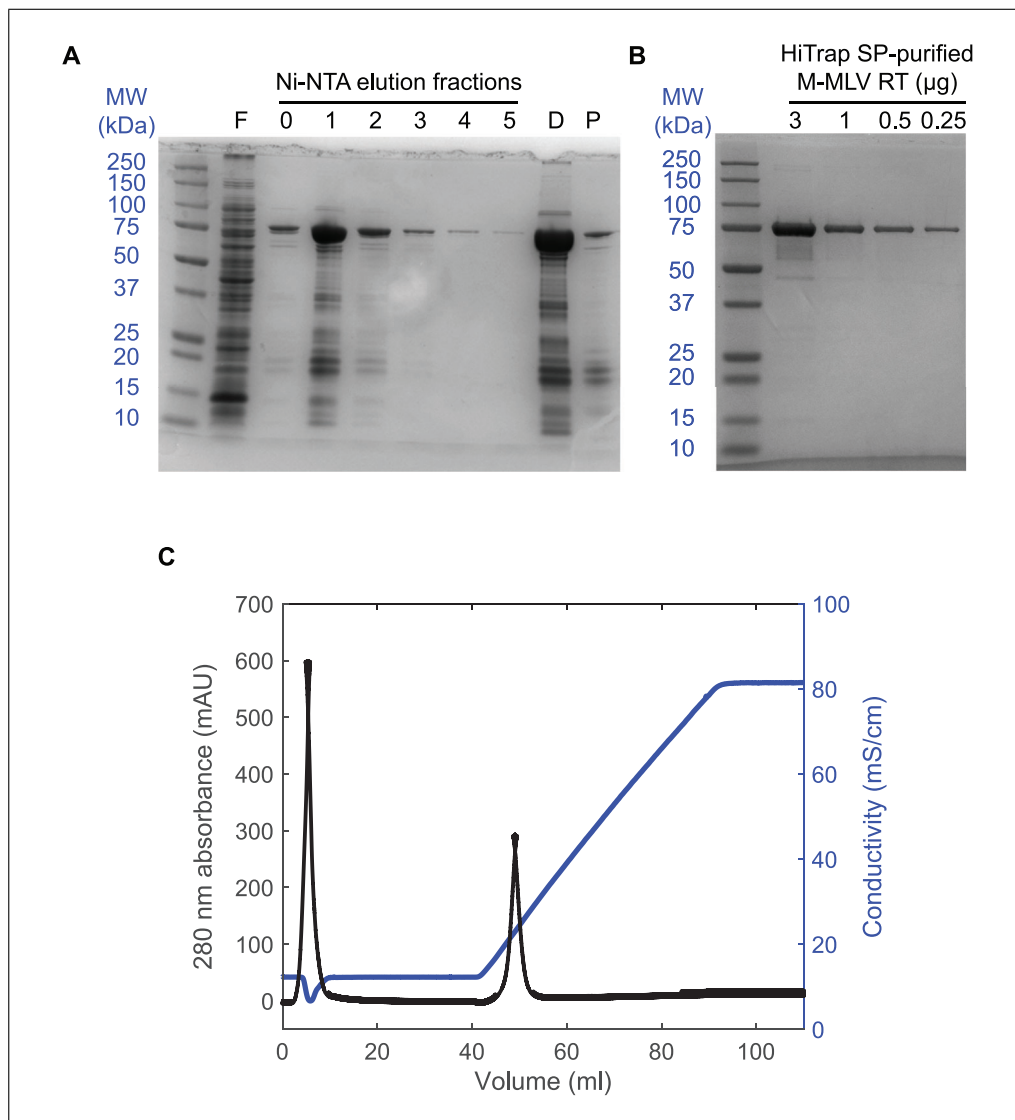 A
Ni-NTA elution fractions
MW
(kDa)
F 0 1 2 3 4 5 D P
250
150
100
75
50
37
25
20
15
10
B
HiTrap SP-purified
M-MLV RT (µg)
MW
(kDa)
3 1 0.5 0.25
250
150
100
75
50
37
25
20
15
10
C
700
600
500
400
300
200
100
0
280 nm absorbance (mAU)
100
80
60
40
20
0
Conductivity (mS/cm)
0 20 40 60 80 100
Volume (ml)